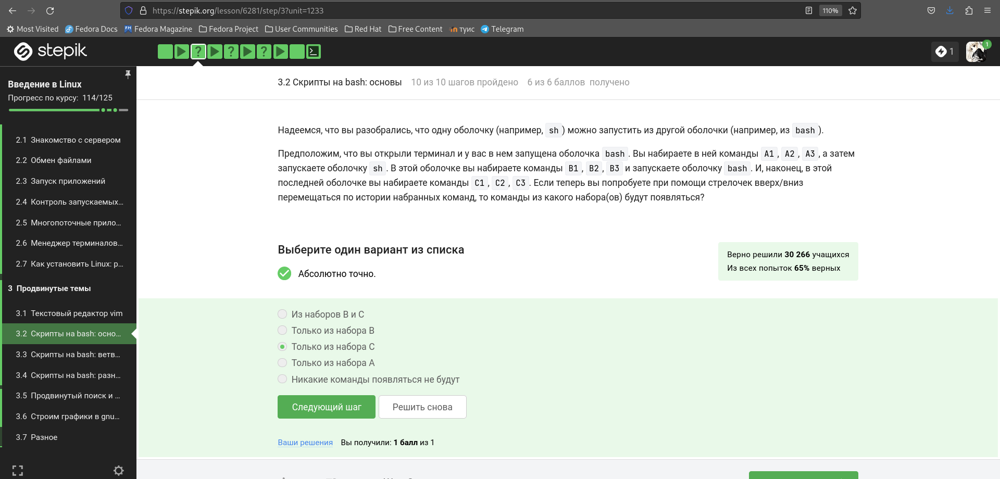 https://stepik.org/lesson/6281/step/3?unit=1233
110%
Most Visited
Fedora Docs
Fedora Magazine
Fedora Project
User Communities
Red Hat
Free Content
туис
Telegram
stepik
1
1
Введение в Linux
Прогресс по курсу: 114/125
2.1 Знакомство с сервером
2.2 Обмен файлами
2.3 Запуск приложений
2.4 Контроль запускаемых...
2.5 Многопоточные прило...
2.6 Менеджер терминалов...
2.7 Как установить Linux: р...
3 Продвинутые темы
3.1 Текстовый редактор vim
3.2 Скрипты на bash: осно...
3.3 Скрипты на bash: ветв...
3.4 Скрипты на bash: разн...
3.5 Продвинутый поиск и ...
3.6 Строим графики в gnu...
3.7 Разное
3.2 Скрипты на bash: основы 10 из 10 шагов пройдено 6 из 6 баллов получено
Надеемся, что вы разобрались, что одну оболочку (например, sh ) можно запустить из другой оболочки (например, из bash ).
Предположим, что вы открыли терминал и у вас в нем запущена оболочка bash . Вы набираете в ней команды A1 , A2 , A3 , а затем
запускаете оболочку sh . В этой оболочке вы набираете команды B1 , B2 , B3 и запускаете оболочку bash . И, наконец, в этой
последней оболочке вы набираете команды C1 , C2 , C3 . Если теперь вы попробуете при помощи стрелочек вверх/вниз
перемещаться по истории набранных команд, то команды из какого набора(ов) будут появляться?
Выберите один вариант из списка
Абсолютно точно.
Верно решили 30 266 учащихся
Из всех попыток 65% верных
Из наборов B и C
Только из набора B
Только из набора C
Только из набора A
Никакие команды появляться не будут
Следующий шаг
Решить снова
Ваши решения
Вы получили: 1 балл из 1